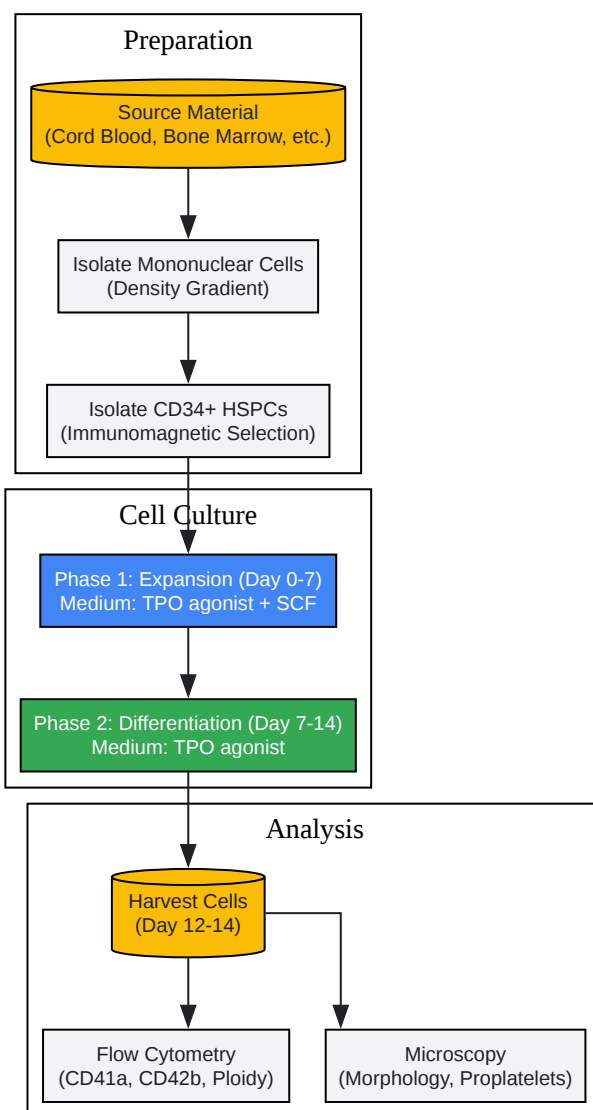 Preparation
Source Material
(Cord Blood, Bone Marrow, etc.)
Isolate Mononuclear Cells
(Density Gradient)
Isolate CD34+ HSPCs
(Immunomagnetic Selection)
Cell Culture
Phase 1: Expansion (Day 0-7)
Medium: TPO agonist + SCF
Phase 2: Differentiation (Day 7-14)
Medium: TPO agonist
Analysis
Harvest Cells
(Day 12-14)
Flow Cytometry
(CD41a, CD42b, Ploidy)
Microscopy
(Morphology, Proplatelets)